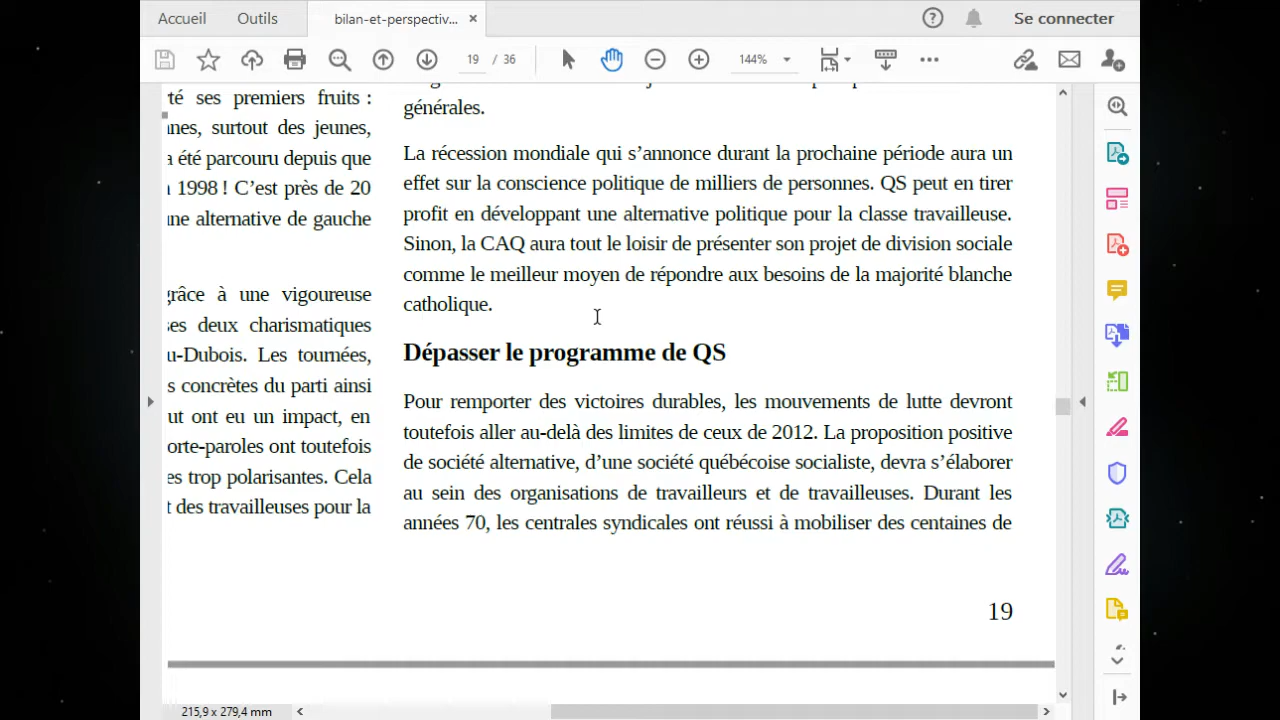 Accueil
Outils
bilan-et-perspectiv...
Se connecter
19 / 36
144%
té ses premiers fruits :
nes, surtout des jeunes,
a été parcouru depuis que
1998 ! C’est près de 20
ne alternative de gauche
grâce à une vigoureuse
ses deux charismatiques
u-Dubois. Les tournées,
s concrètes du parti ainsi
ut ont eu un impact, en
orte-paroles ont toutefois
es trop polarisantes. Cela
t des travailleuses pour la
générales.
La récession mondiale qui s’annonce durant la prochaine période aura un
effet sur la conscience politique de milliers de personnes. QS peut en tirer
profit en développant une alternative politique pour la classe travailleuse.
Sinon, la CAQ aura tout le loisir de présenter son projet de division sociale
comme le meilleur moyen de répondre aux besoins de la majorité blanche
catholique.
Dépasser le programme de QS
Pour remporter des victoires durables, les mouvements de lutte devront
toutefois aller au-delà des limites de ceux de 2012. La proposition positive
de société alternative, d’une société québécoise socialiste, devra s’élaborer
au sein des organisations de travailleurs et de travailleuses. Durant les
années 70, les centrales syndicales ont réussi à mobiliser des centaines de
19
215,9 x 279,4 mm